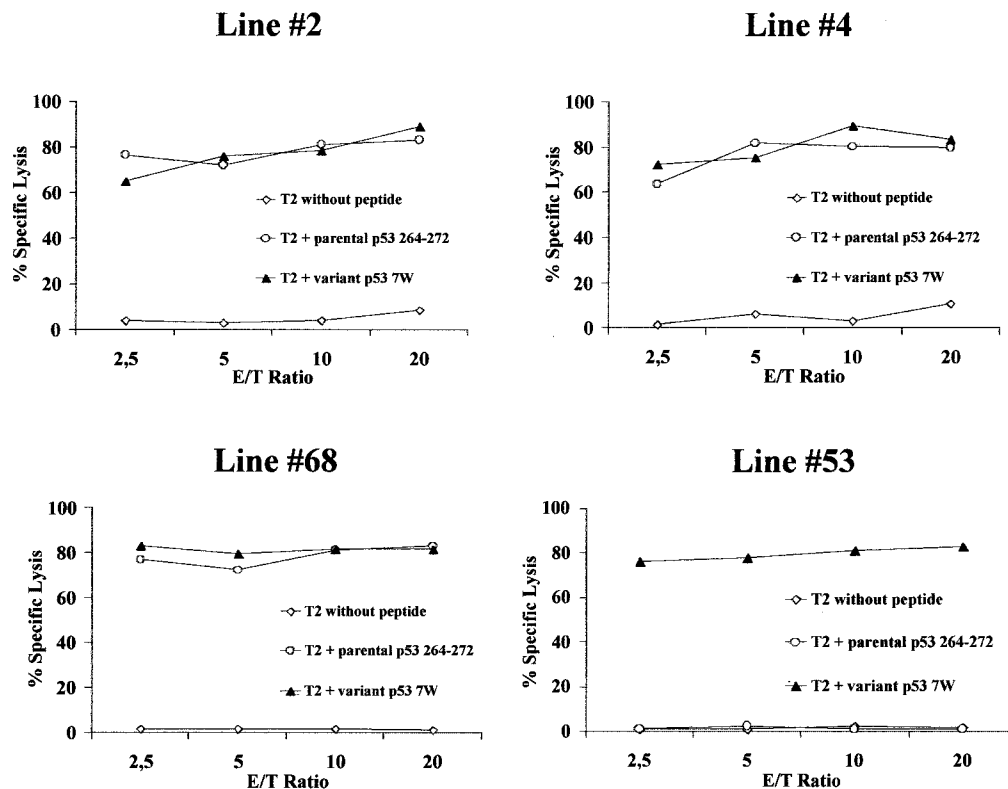 Line #2
100
80
60
40
20
0
% Specific Lysis
T2 without peptide
T2 + parental p53 264-272
T2 + variant p53 7W
2,5 5 10 20
E/T Ratio
Line #4
100
80
60
40
20
0
% Specific Lysis
T2 without peptide
T2 + parental p53 264-272
T2 + variant p53 7W
2,5 5 10 20
E/T Ratio
Line #68
100
80
60
40
20
0
% Specific Lysis
T2 without peptide
T2 + parental p53 264-272
T2 + variant p53 7W
2,5 5 10 20
E/T Ratio
Line #53
100
80
60
40
20
0
% Specific Lysis
T2 without peptide
T2 + parental p53 264-272
T2 + variant p53 7W
2,5 5 10 20
E/T Ratio